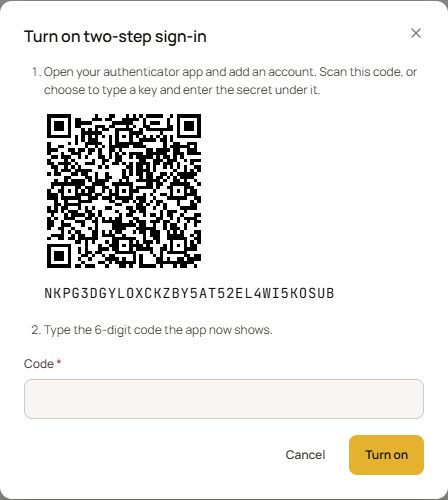 Turn on two-step sign-in
1. Open your authenticator app and add an account. Scan this code, or
choose to type a key and enter the secret under it.
NKPG3DGYLOXCKZBY5AT52EL4WI5KOSUB
2. Type the 6-digit code the app now shows.
Code *
Cancel
Turn on